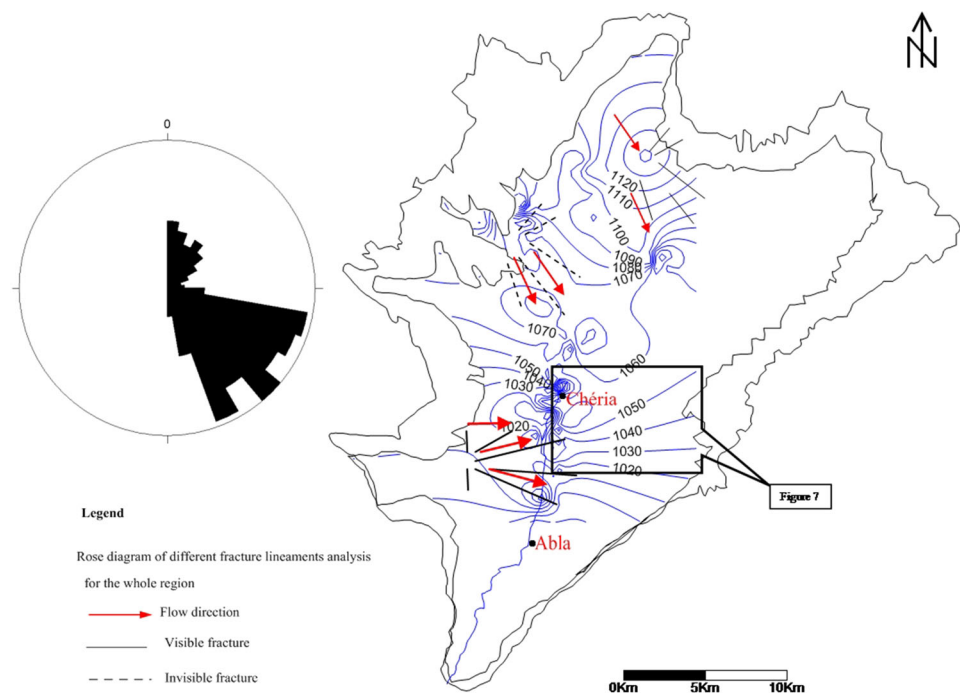 N
0
1120
1110
1100
1090
1080
1070
1070
1060
1050
1040
1030
Chéria
1020
1050
1040
1030
1020
Figure 7
Abla
Legend
Rose diagram of different fracture lineaments analysis
for the whole region
Flow direction
Visible fracture
Invisible fracture
0Km 5Km 10Km